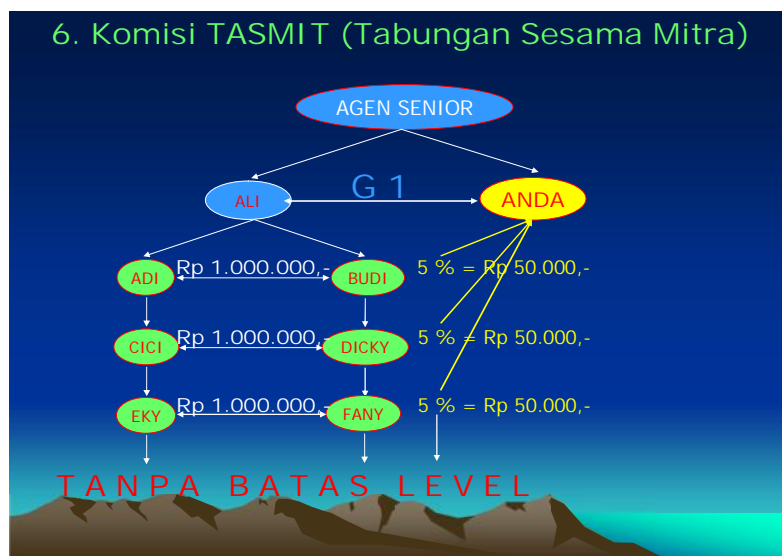 6. Komisi TASMIT (Tabungan Sesama Mitra)
AGEN SENIOR
ALI
G 1
ANDA
ADI
Rp 1.000.000,-
BUDI
5 % = Rp 50.000,-
CICI
Rp 1.000.000,-
DICKY
5 % = Rp 50.000,-
EKY
Rp 1.000.000,-
FANY
5 % = Rp 50.000,-
TANPA BATAS LEVEL